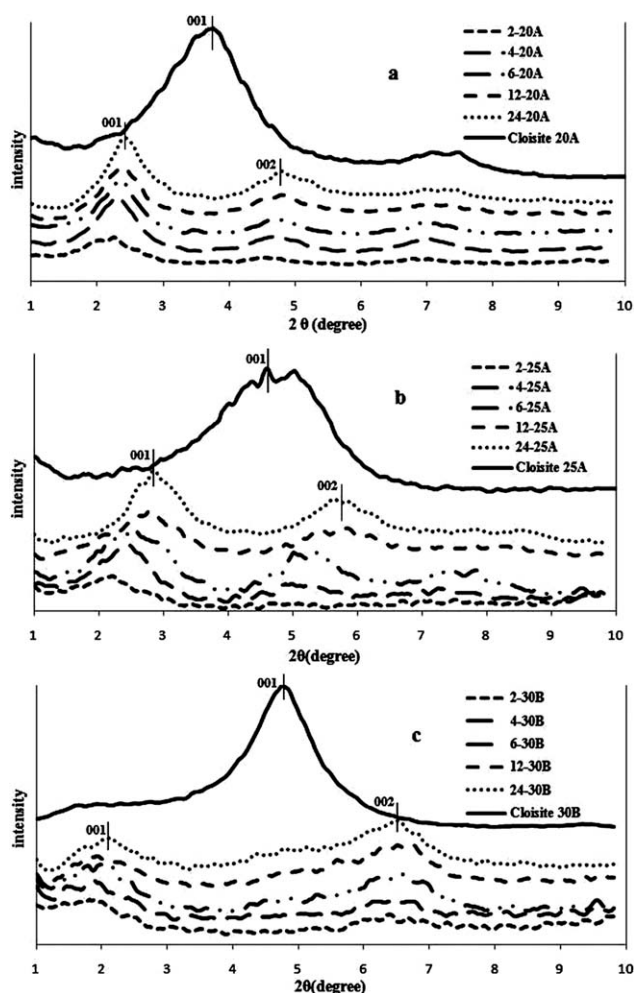 001
a
2-20A
4-20A
6-20A
12-20A
24-20A
Cloisite 20A
001
002
intensity
1 2 3 4 5 6 7 8 9 10
2 θ (degree)
001
b
2-25A
4-25A
6-25A
12-25A
24-25A
Cloisite 25A
001
002
intensity
1 2 3 4 5 6 7 8 9 10
2θ(degree)
001
c
2-30B
4-30B
6-30B
12-30B
24-30B
Cloisite 30B
001
002
intensity
1 2 3 4 5 6 7 8 9 10
2θ(degree)